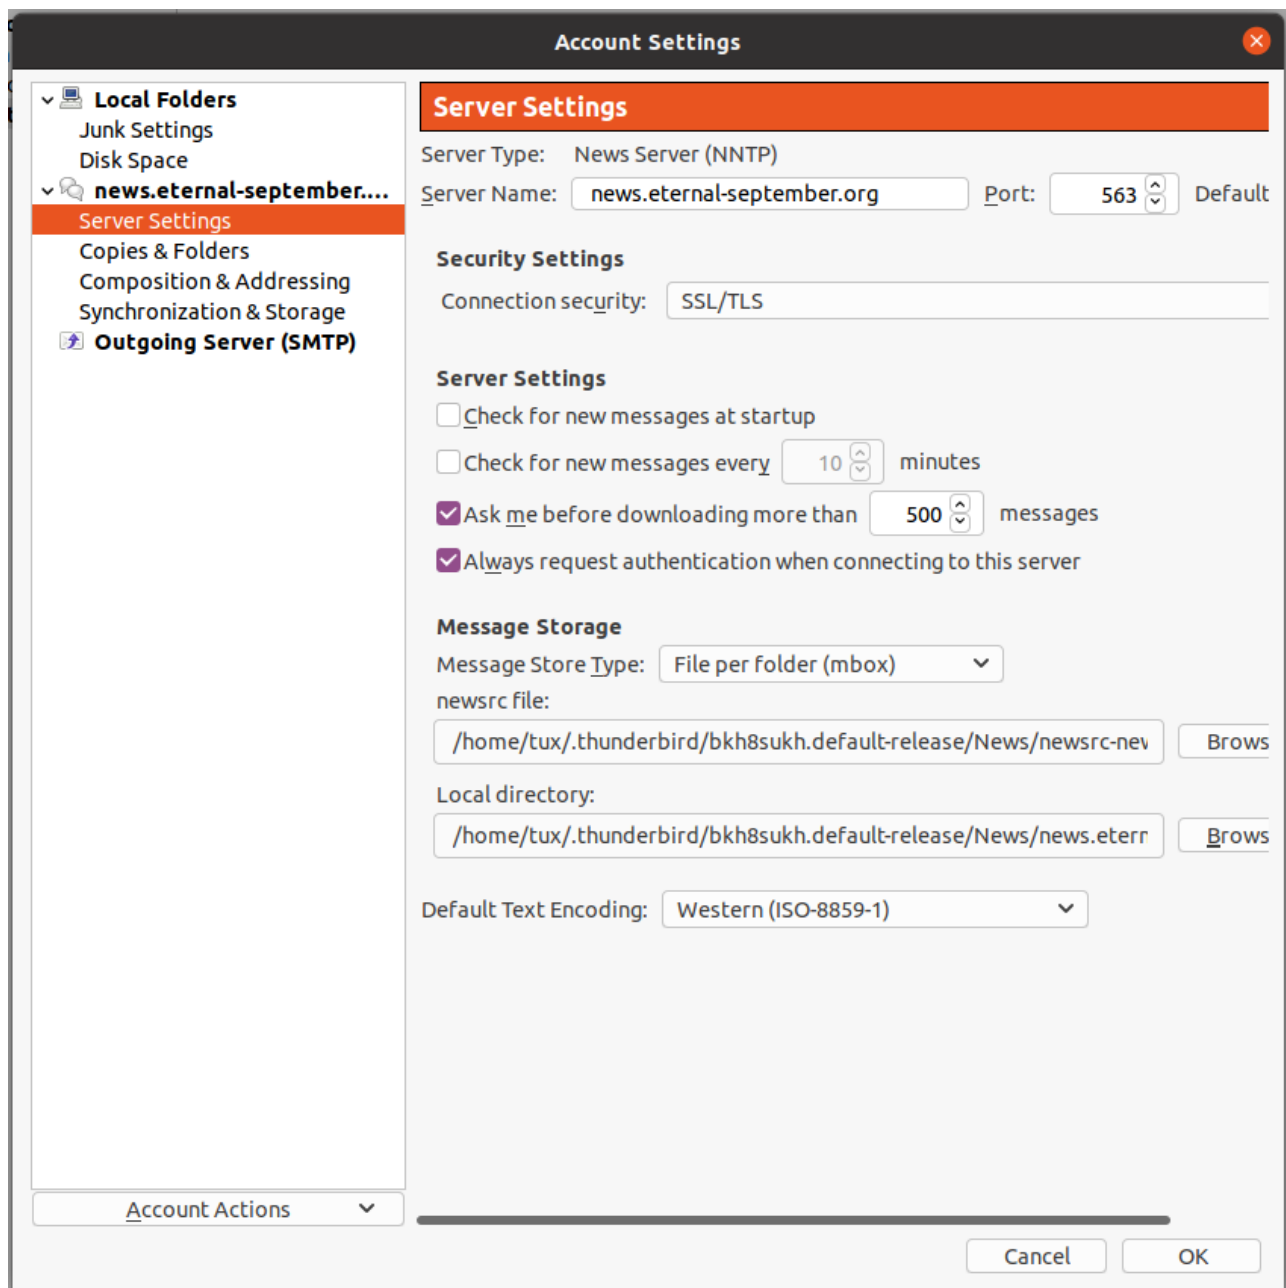 Account Settings
Local Folders
Junk Settings
Disk Space
news.eternal-september....
Server Settings
Copies & Folders
Composition & Addressing
Synchronization & Storage
Outgoing Server (SMTP)
Account Actions
Server Settings
Server Type: News Server (NNTP)
Server Name: news.eternal-september.org Port: 563 Default
Security Settings
Connection security: SSL/TLS
Server Settings
Check for new messages at startup
Check for new messages every 10 minutes
Ask me before downloading more than 500 messages
Always request authentication when connecting to this server
Message Storage
Message Store Type: File per folder (mbox)
newsrc file:
/home/tux/.thunderbird/bkh8sukh.default-release/News/newsrc-nev Brows
Local directory:
/home/tux/.thunderbird/bkh8sukh.default-release/News/news.etern Brows
Default Text Encoding: Western (ISO-8859-1)
Cancel OK